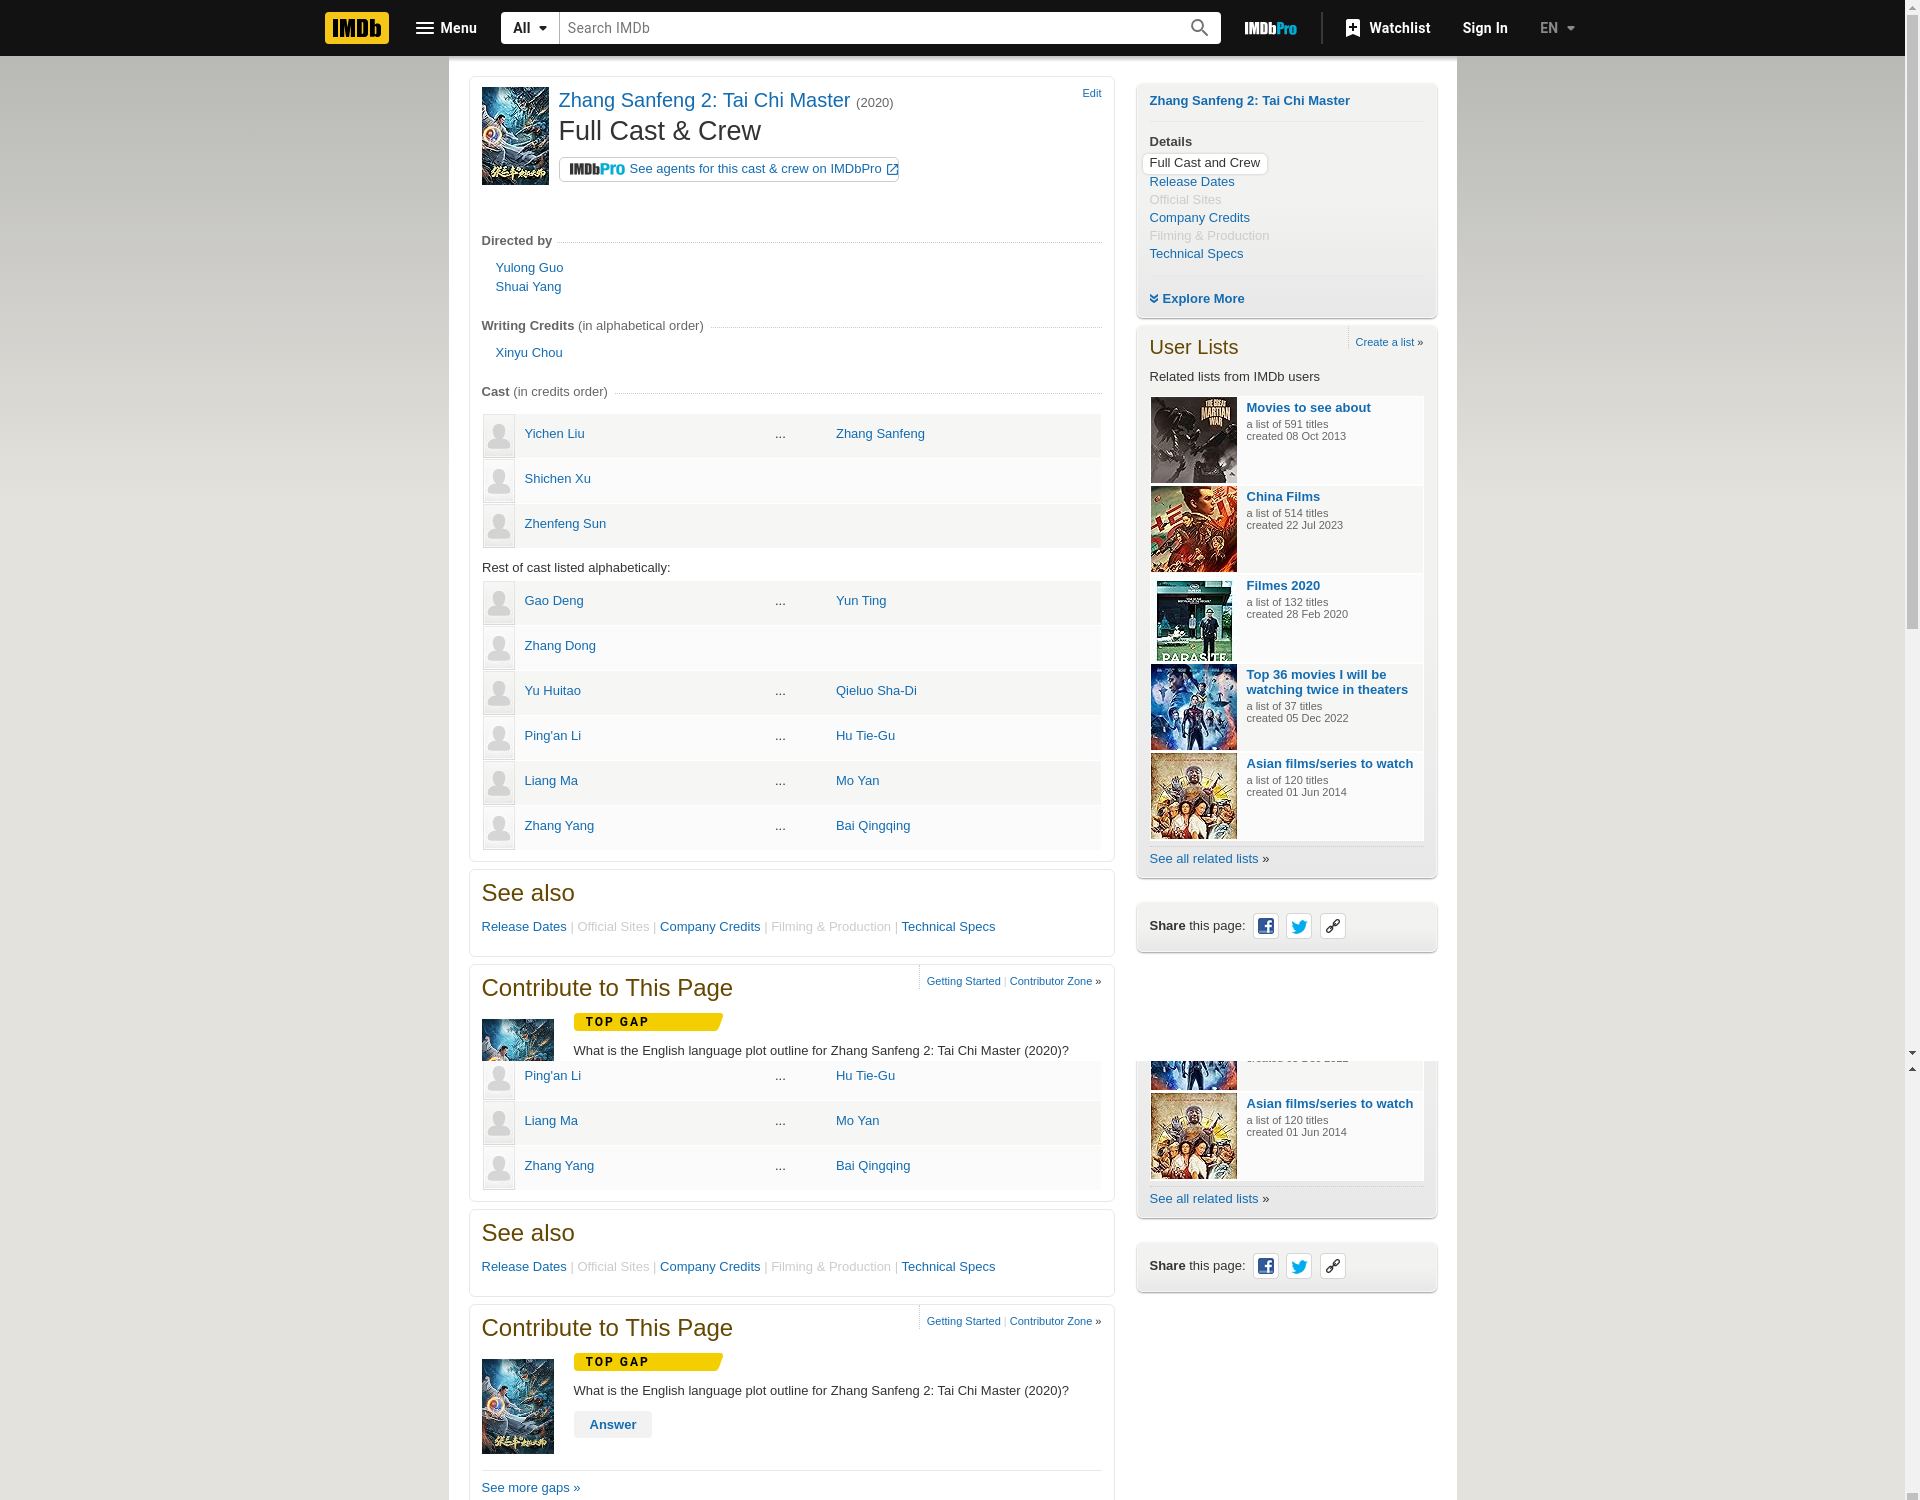 IMDb Menu All Search IMDb IMDbPro Watchlist Sign In EN
Zhang Sanfeng 2: Tai Chi Master (2020)
Edit
Full Cast & Crew
IMDbPro See agents for this cast & crew on IMDbPro
Directed by
Yulong Guo
Shuai Yang
Writing Credits (in alphabetical order)
Xinyu Chou
Cast (in credits order)
Yichen Liu ... Zhang Sanfeng
Shichen Xu
Zhenfeng Sun
Rest of cast listed alphabetically:
Gao Deng ... Yun Ting
Zhang Dong
Yu Huitao ... Qieluo Sha-Di
Ping'an Li ... Hu Tie-Gu
Liang Ma ... Mo Yan
Zhang Yang ... Bai Qingqing
See also
Release Dates | Official Sites | Company Credits | Filming & Production | Technical Specs
Contribute to This Page
Getting Started | Contributor Zone »
TOP GAP
What is the English language plot outline for Zhang Sanfeng 2: Tai Chi Master (2020)?
Ping'an Li ... Hu Tie-Gu
Liang Ma ... Mo Yan
Zhang Yang ... Bai Qingqing
See also
Release Dates | Official Sites | Company Credits | Filming & Production | Technical Specs
Contribute to This Page
Getting Started | Contributor Zone »
TOP GAP
What is the English language plot outline for Zhang Sanfeng 2: Tai Chi Master (2020)?
Answer
See more gaps »
Zhang Sanfeng 2: Tai Chi Master
Details
Full Cast and Crew
Release Dates
Official Sites
Company Credits
Filming & Production
Technical Specs
Explore More
User Lists
Create a list »
Related lists from IMDb users
THE GREAT
MARTIAN
WAR
Movies to see about
a list of 591 titles
created 08 Oct 2013
China Films
a list of 514 titles
created 22 Jul 2023
PARASITE
Filmes 2020
a list of 132 titles
created 28 Feb 2020
Top 36 movies I will be
watching twice in theaters
a list of 37 titles
created 05 Dec 2022
Asian films/series to watch
a list of 120 titles
created 01 Jun 2014
See all related lists »
Share this page:
Asian films/series to watch
a list of 120 titles
created 01 Jun 2014
See all related lists »
Share this page: